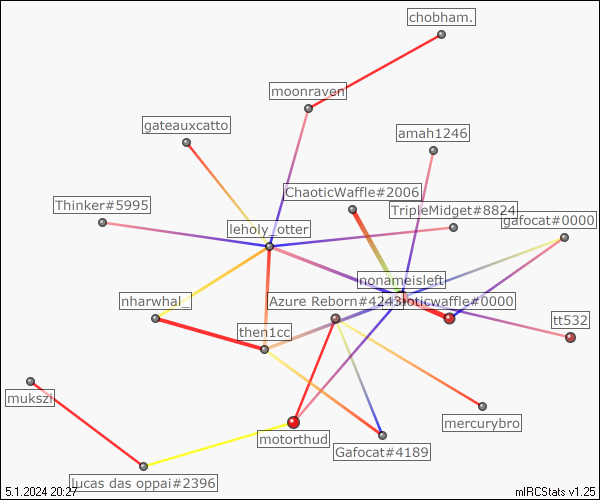 chobham.
moonraven
gateauxcatto
amah1246
ChaoticWaffle#2006
Thinker#5995
TripleMidget#8824
gafocat#0000
leholy_otter
nonameisleft
nharwhal_
Azure Reborn#4243
chaoticwaffle#0000
tt532
then1cc
mukszi
mercurybro
motorthud
Gafocat#4189
lucas das oppai#2396
5.1.2024 20:27
mIRCStats v1.25